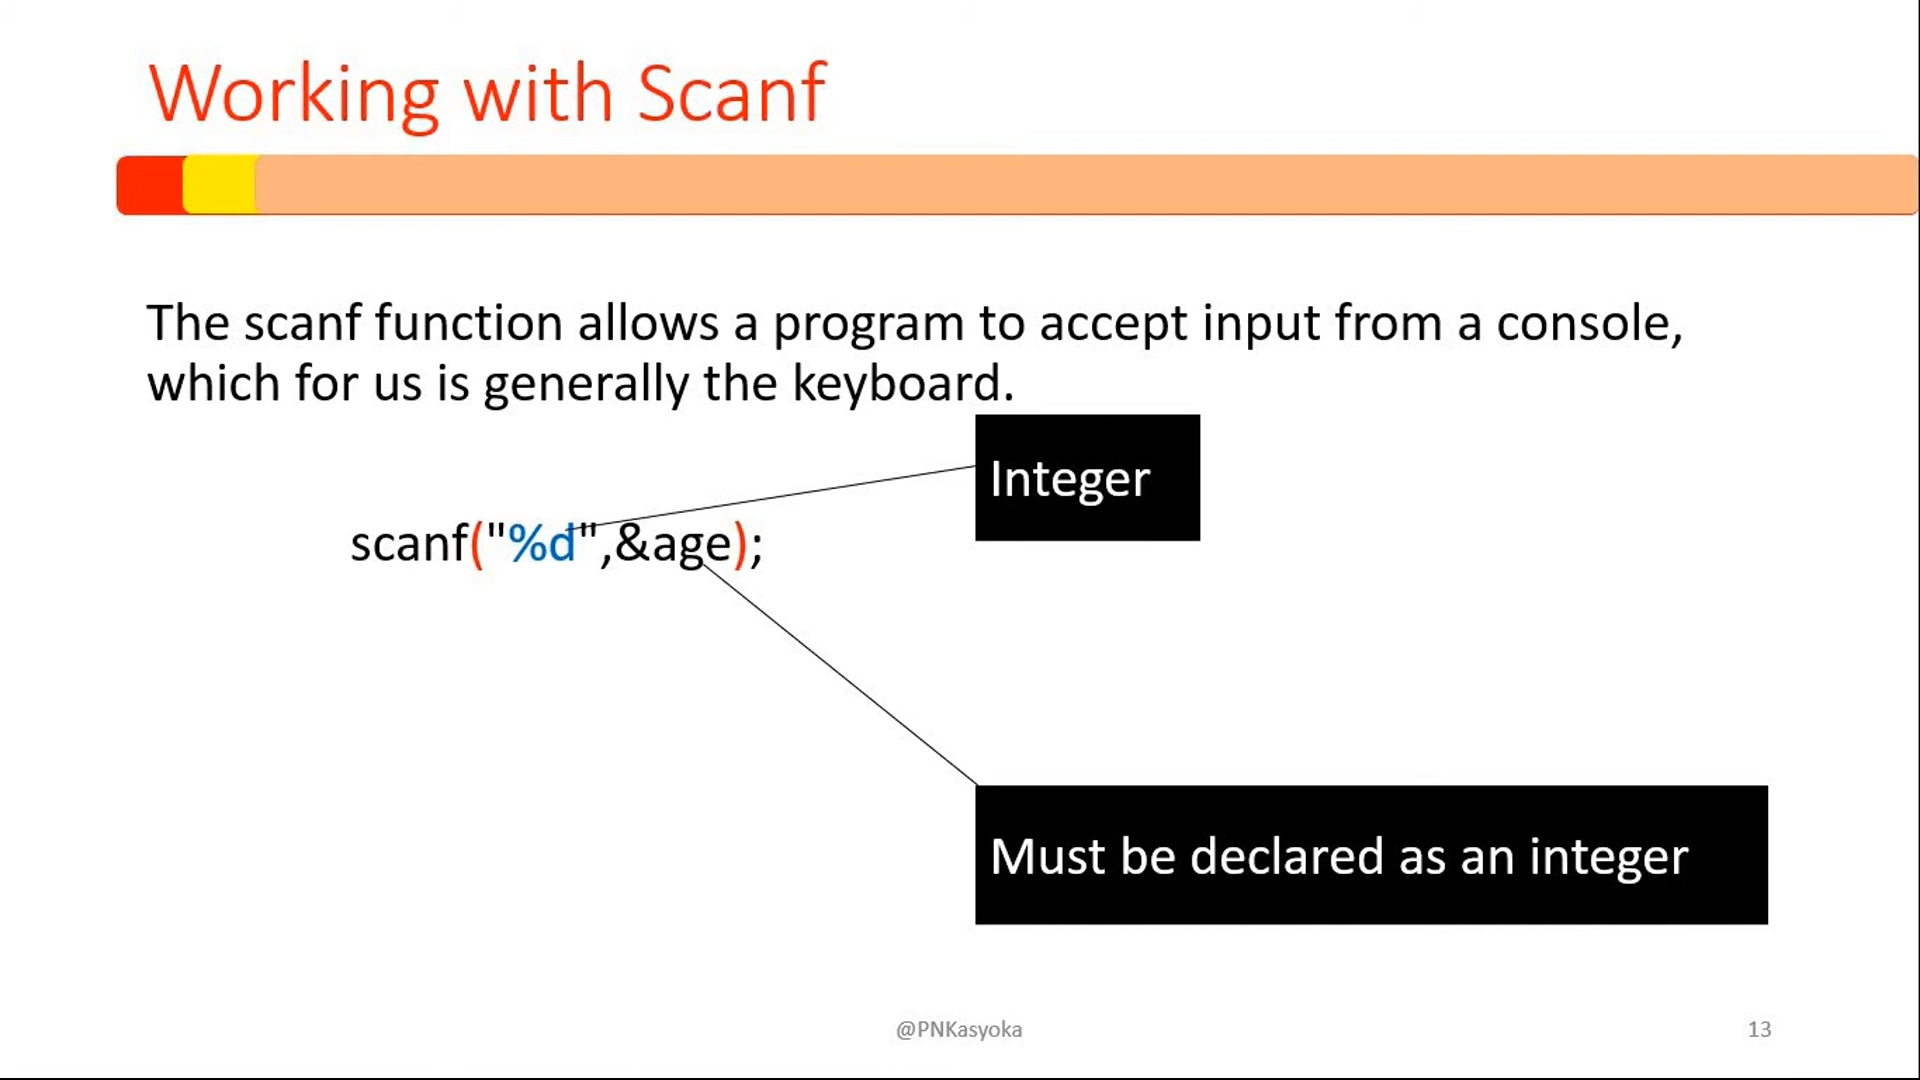 Working with Scanf
The scanf function allows a program to accept input from a console,
which for us is generally the keyboard.
Integer
scanf("%d",&age);
Must be declared as an integer
@PNKasyoka
13